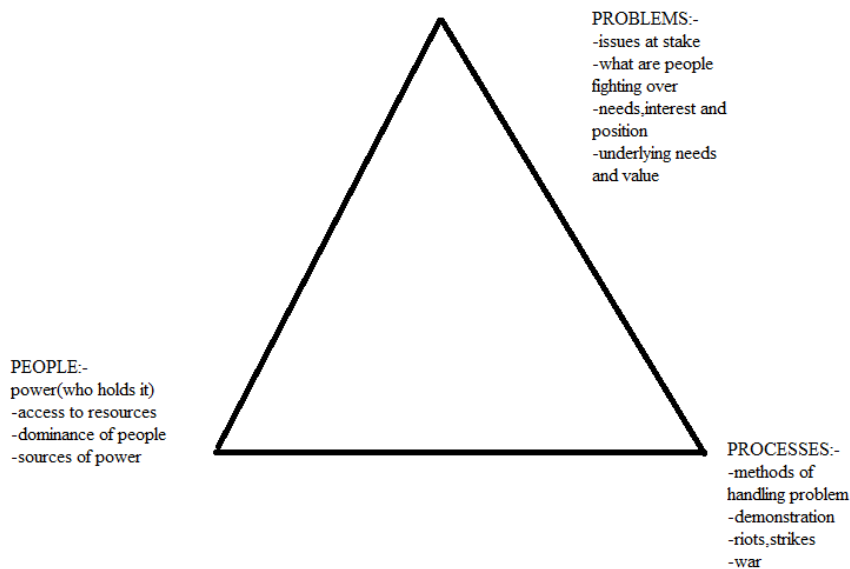 PROBLEMS:-
-issues at stake
-what are people
fighting over
-needs,interest and
position
-underlying needs
and value
PEOPLE:-
power(who holds it)
-access to resources
-dominance of people
-sources of power
PROCESSES:-
-methods of
handling problem
-demonstration
-riots,strikes
-war